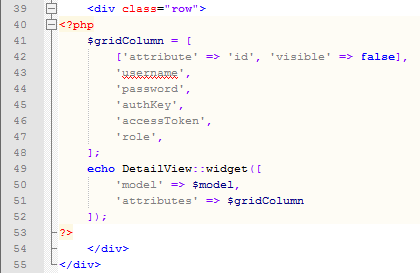 39 <div class="row">
40 <?php
41 $gridColumn = [
42 ['attribute' => 'id', 'visible' => false],
43 'username',
44 'password',
45 'authKey',
46 'accessToken',
47 'role',
48 ];
49 echo DetailView::widget([
50 'model' => $model,
51 'attributes' => $gridColumn
52 ]);
53 ?>
54 </div>
55 </div>